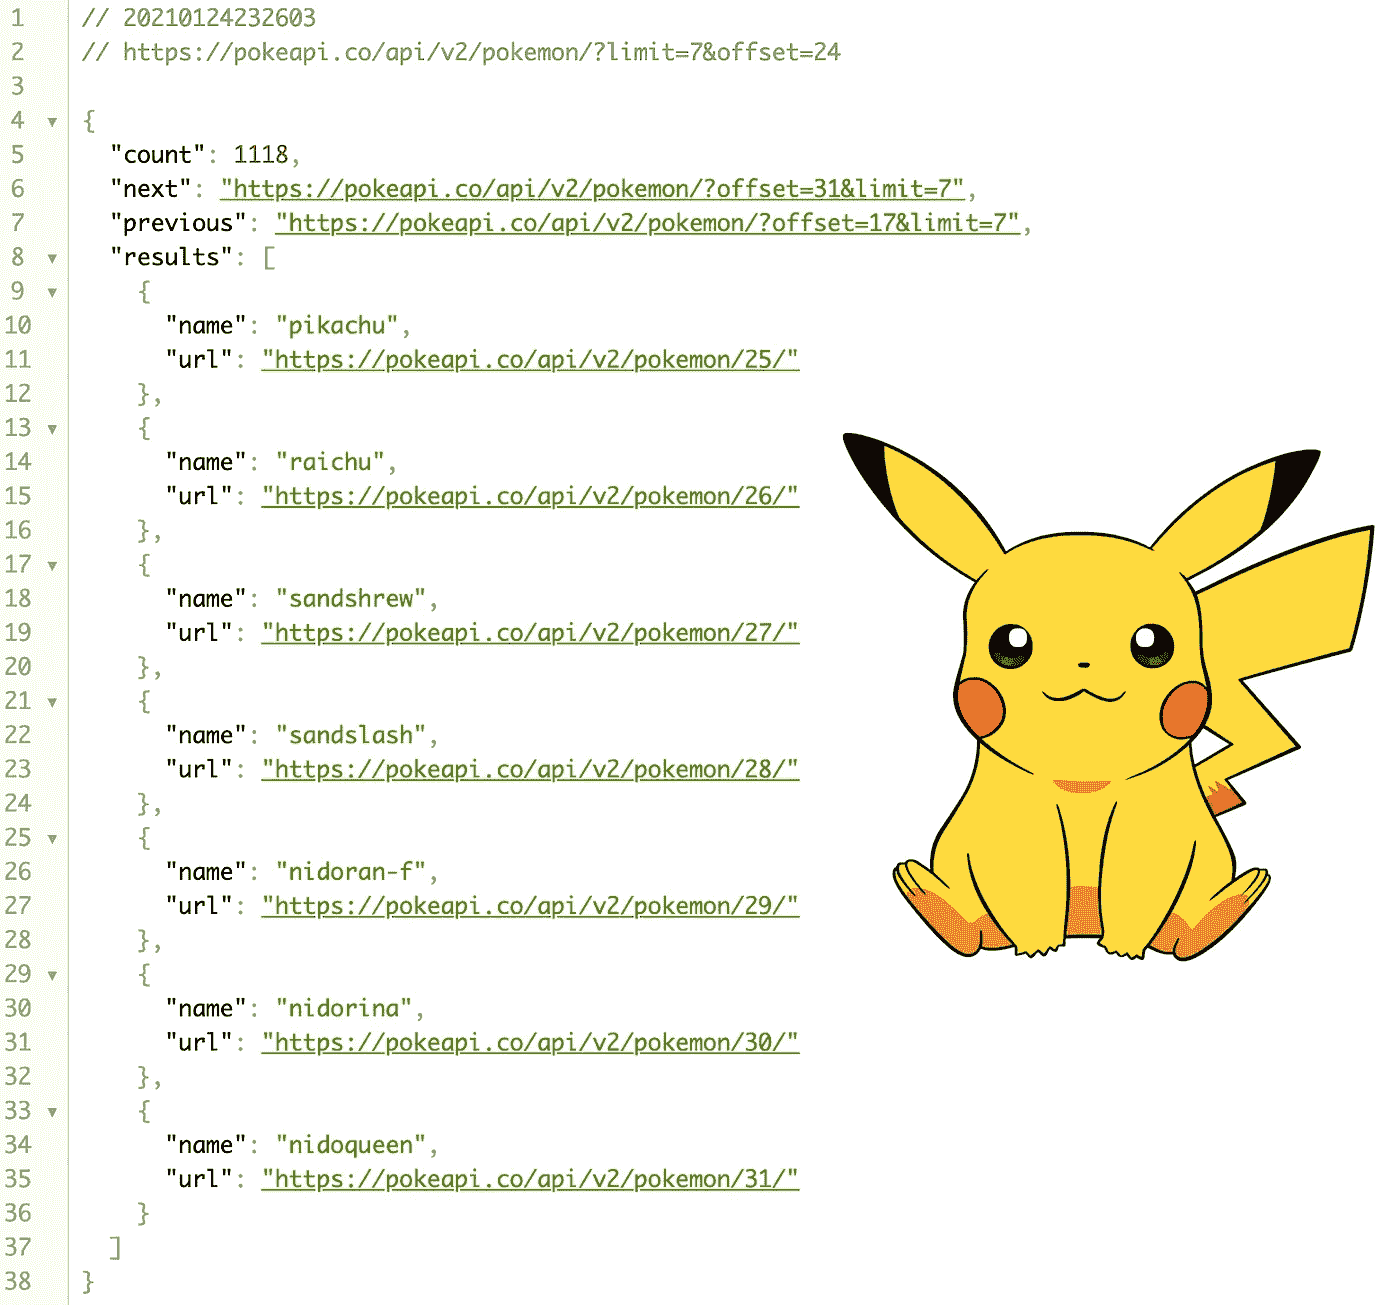 1 // 20210124232603
2 // https://pokeapi.co/api/v2/pokemon/?limit=7&offset=24
3
4 ▼ {
5 "count": 1118,
6 "next": "https://pokeapi.co/api/v2/pokemon/?offset=31&limit=7",
7 "previous": "https://pokeapi.co/api/v2/pokemon/?offset=17&limit=7",
8 ▼ "results": [
9 ▼ {
10 "name": "pikachu",
11 "url": "https://pokeapi.co/api/v2/pokemon/25/"
12 },
13 ▼ {
14 "name": "raichu",
15 "url": "https://pokeapi.co/api/v2/pokemon/26/"
16 },
17 ▼ {
18 "name": "sandshrew",
19 "url": "https://pokeapi.co/api/v2/pokemon/27/"
20 },
21 ▼ {
22 "name": "sandslash",
23 "url": "https://pokeapi.co/api/v2/pokemon/28/"
24 },
25 ▼ {
26 "name": "nidoran-f",
27 "url": "https://pokeapi.co/api/v2/pokemon/29/"
28 },
29 ▼ {
30 "name": "nidorina",
31 "url": "https://pokeapi.co/api/v2/pokemon/30/"
32 },
33 ▼ {
34 "name": "nidoqueen",
35 "url": "https://pokeapi.co/api/v2/pokemon/31/"
36 }
37 ]
38 }